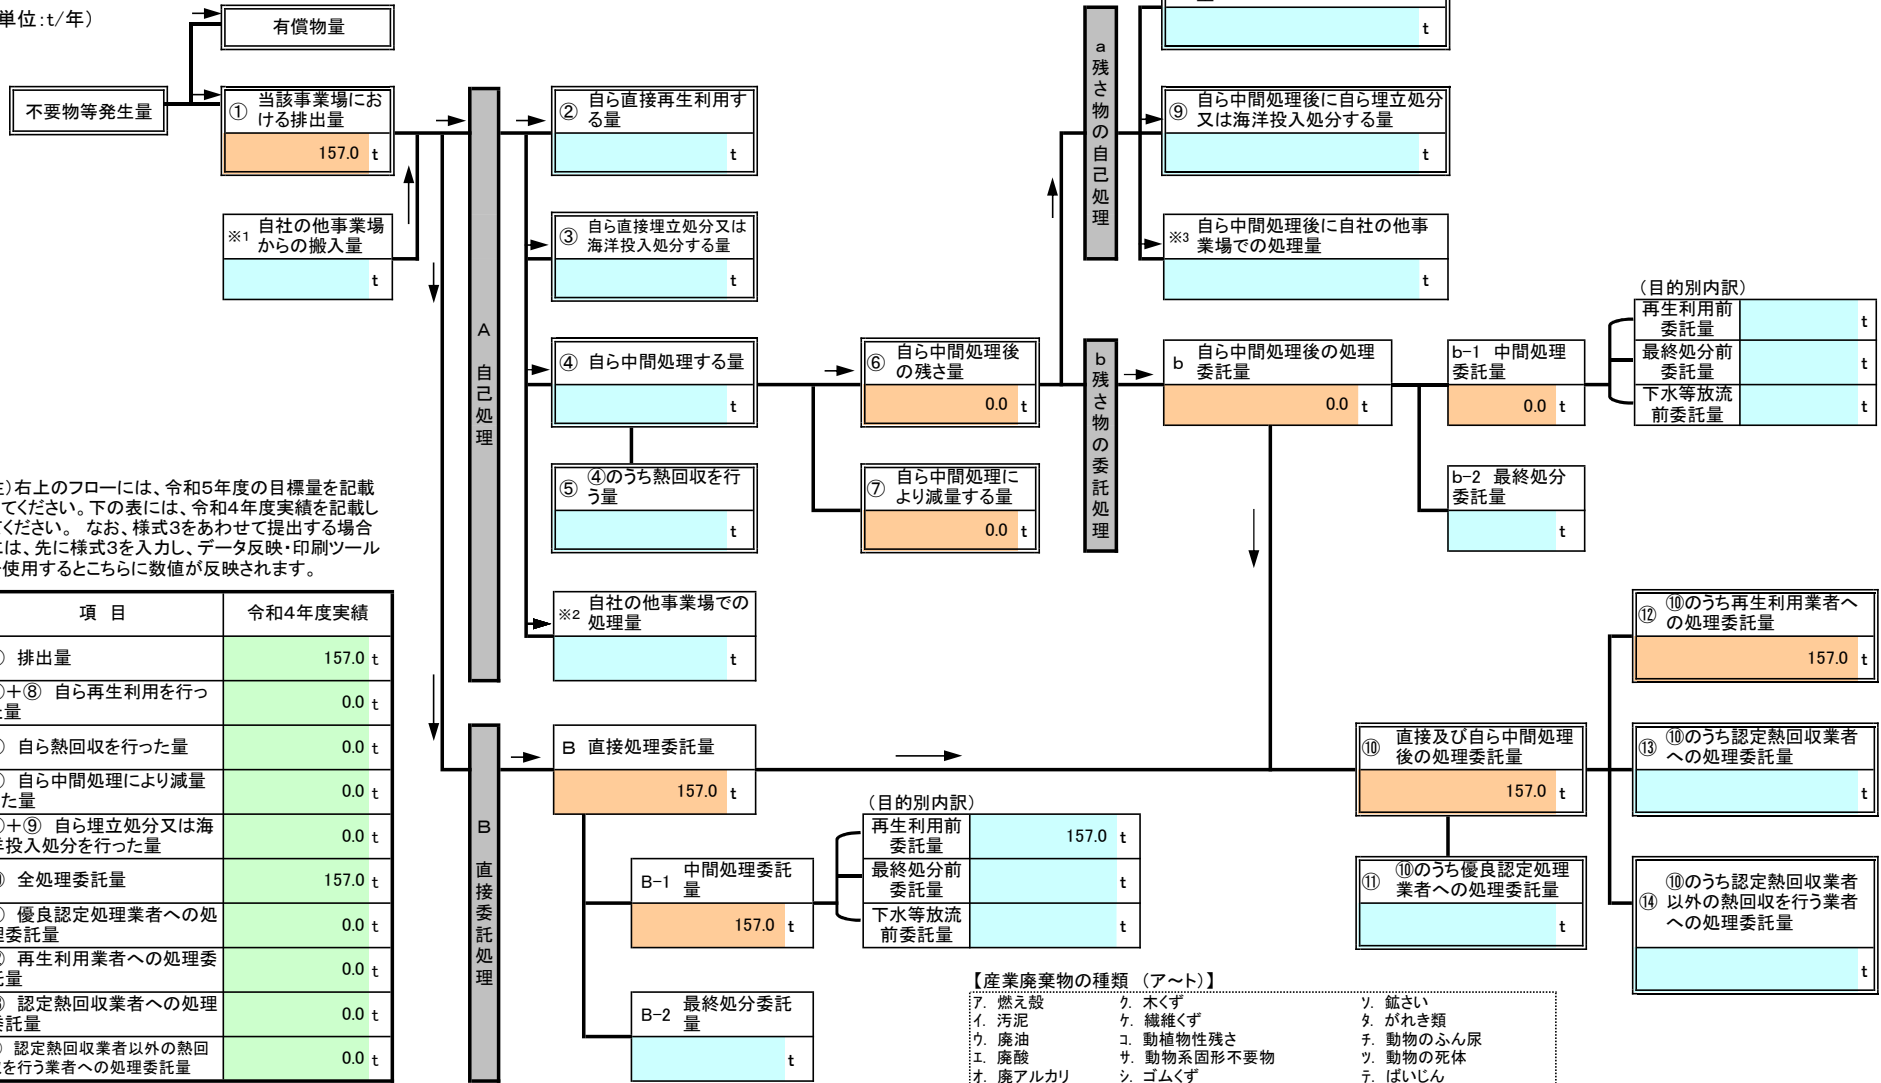 単位:t/年)
有償物量
不要物等発生量
① 当該事業場にお
ける排出量
157.0 t
※1 自社の他事業場
からの搬入量
t
A 自己処理
② 自ら直接再生利用す
る量
t
③ 自ら直接埋立処分又は
海洋投入処分する量
t
④ 自ら中間処理する量
t
⑤ ④のうち熱回収を行
う量
t
※2 自社の他事業場での
処理量
t
⑥ 自ら中間処理後
の残さ量
0.0 t
⑦ 自ら中間処理に
より減量する量
0.0 t
a 残さ物の自己処理
t
⑨ 自ら中間処理後に自ら埋立処分
又は海洋投入処分する量
t
※3 自ら中間処理後に自社の他事
業場での処理量
t
b 残さ物の委託処理
b 自ら中間処理後の処理
委託量
0.0 t
b-1 中間処理
委託量
0.0 t
b-2 最終処分
委託量
t
(目的別内訳)
再生利用前
委託量
t
最終処分前
委託量
t
下水等放流
前委託量
t
)右上のフローには、令和5年度の目標量を記載
てください。下の表には、令和4年度実績を記載し
ください。 なお、様式3をあわせて提出する場合
は、先に様式3を入力し、データ反映・印刷ツール
使用するとこちらに数値が反映されます。
項 目 令和4年度実績
) 排出量 157.0 t
)+⑧ 自ら再生利用を行っ
量
0.0 t
) 自ら熱回収を行った量 0.0 t
) 自ら中間処理により減量
た量
0.0 t
)+⑨ 自ら埋立処分又は海
投入処分を行った量
0.0 t
) 全処理委託量 157.0 t
) 優良認定処理業者への処
委託量
0.0 t
) 再生利用業者への処理委
量
0.0 t
) 認定熱回収業者への処理
託量
0.0 t
) 認定熱回収業者以外の熱回
を行う業者への処理委託量
0.0 t
B 直接委託処理
B 直接処理委託量
157.0 t
B-1 中間処理委託
量
157.0 t
B-2 最終処分委託
量
t
(目的別内訳)
再生利用前
委託量
157.0 t
最終処分前
委託量
t
下水等放流
前委託量
t
⑩ 直接及び自ら中間処理
後の処理委託量
157.0 t
⑪ ⑩のうち優良認定処理
業者への処理委託量
t
⑫ ⑩のうち再生利用業者へ
の処理委託量
157.0 t
⑬ ⑩のうち認定熱回収業者
への処理委託量
t
⑭ ⑩のうち認定熱回収業者
以外の熱回収を行う業者
への処理委託量
t
【産業廃棄物の種類 (ア~ト)】
ア. 燃え殻 ク. 木くず ソ. 鉱さい
イ. 汚泥 ケ. 繊維くず タ. がれき類
ウ. 廃油 コ. 動植物性残さ チ. 動物のふん尿
エ. 廃酸 サ. 動物系固形不要物 ツ. 動物の死体
オ. 廃アルカリ シ. ゴムくず テ. ばいじん